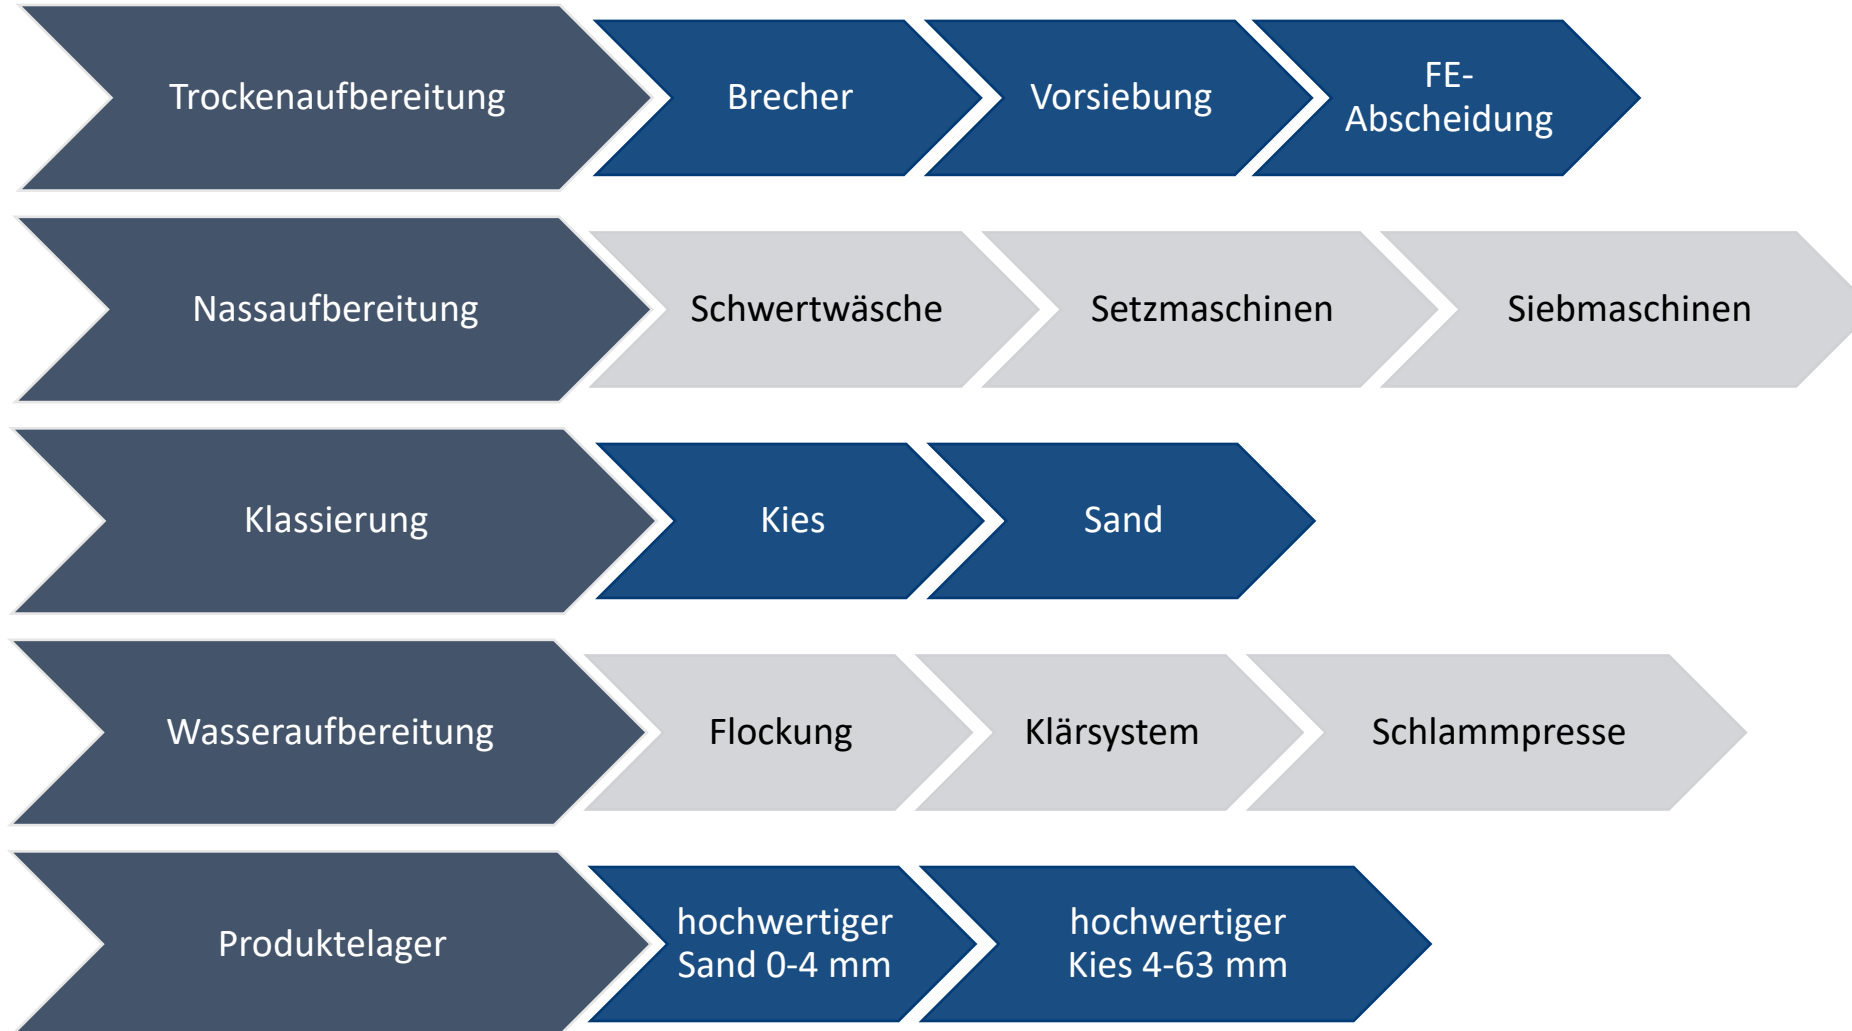 Trockenaufbereitung
Brecher
Vorsiebung
FE-
Abscheidung
Nassaufbereitung
Schwertwäsche
Setzmaschinen
Siebmaschinen
Klassierung
Kies
Sand
Wasseraufbereitung
Flockung
Klärsystem
Schlammpresse
Produktelager
hochwertiger
Sand 0-4 mm
hochwertiger
Kies 4-63 mm